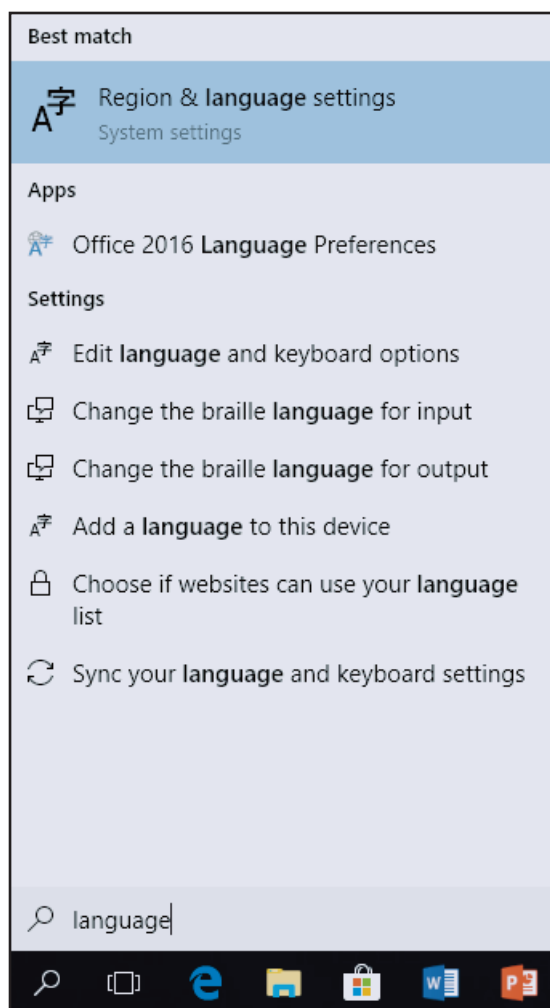 Best match
Region & language settings
System settings
Apps
Office 2016 Language Preferences
Settings
Edit language and keyboard options
Change the braille language for input
Change the braille language for output
Add a language to this device
Choose if websites can use your language
list
Sync your language and keyboard settings
language